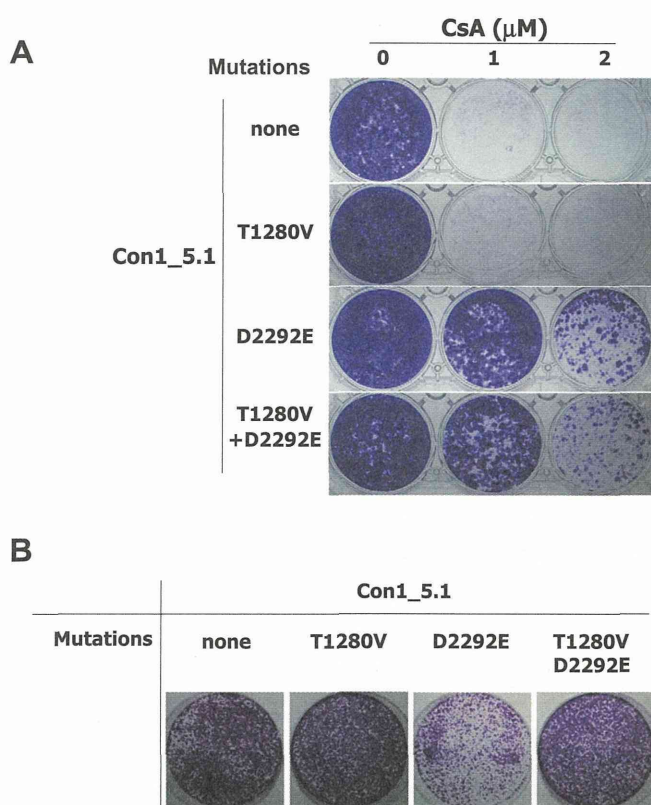 A
CsA (μM)
Mutations 0 1 2
none
T1280V
Con1_5.1
D2292E
T1280V
+D2292E
B
Con1_5.1
Mutations none T1280V D2292E T1280V
D2292E